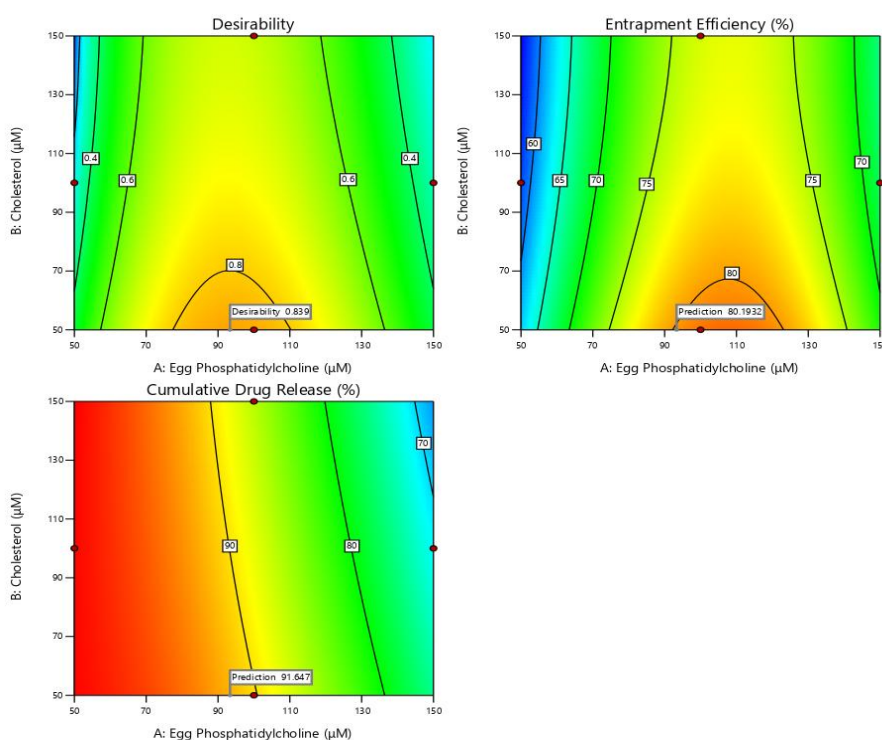 Desirability
150
130
110
90
70
50
B: Cholesterol (µM)
0.4
0.6
0.6
0.4
0.8
Desirability 0.839
50 70 90 110 130 150
A: Egg Phosphatidylcholine (µM)
Entrapment Efficiency (%)
150
130
110
90
70
50
B: Cholesterol (µM)
60
65
70
75
75
70
80
Prediction 80.1932
50 70 90 110 130 150
A: Egg Phosphatidylcholine (µM)
Cumulative Drug Release (%)
150
130
110
90
70
50
B: Cholesterol (µM)
70
90
80
Prediction 91.647
50 70 90 110 130 150
A: Egg Phosphatidylcholine (µM)